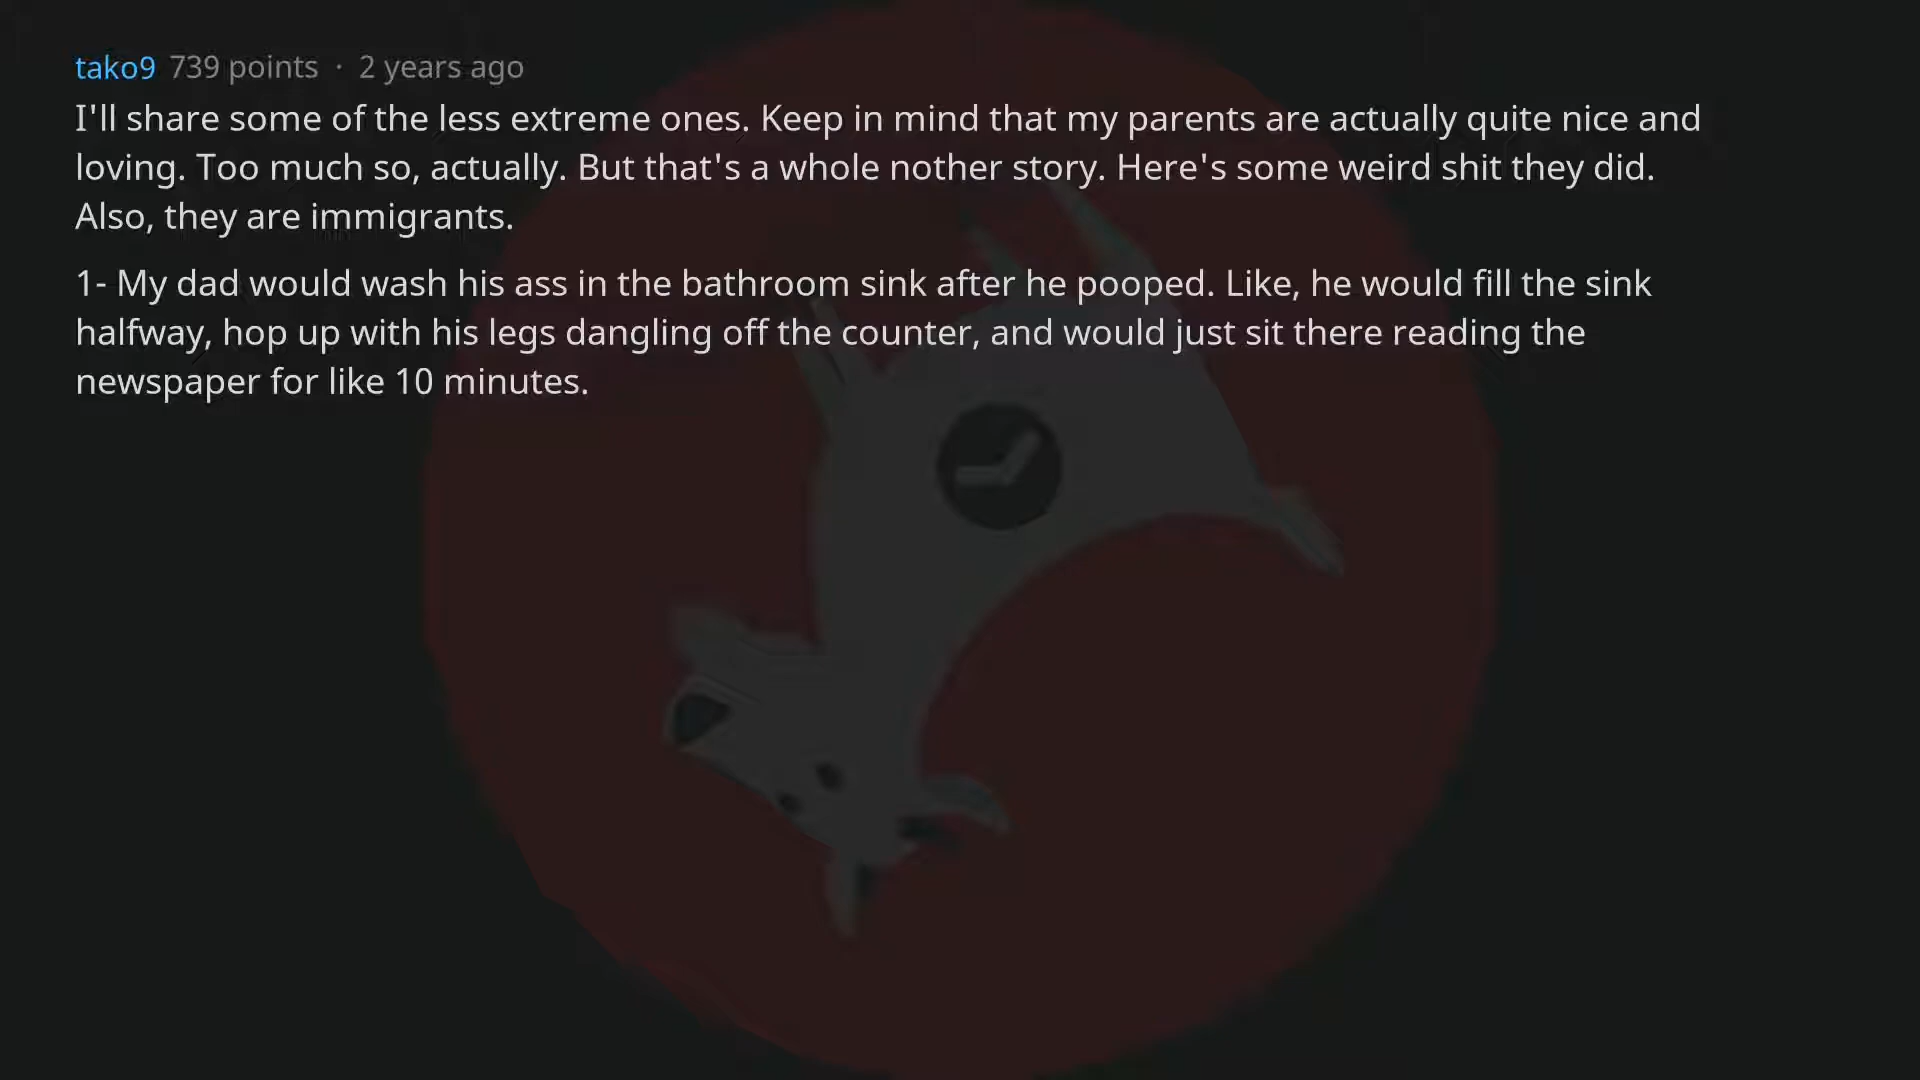 tako9 739 points · 2 years ago
I'll share some of the less extreme ones. Keep in mind that my parents are actually quite nice and
loving. Too much so, actually. But that's a whole nother story. Here's some weird shit they did.
Also, they are immigrants.
1- My dad would wash his ass in the bathroom sink after he pooped. Like, he would fill the sink
halfway, hop up with his legs dangling off the counter, and would just sit there reading the
newspaper for like 10 minutes.